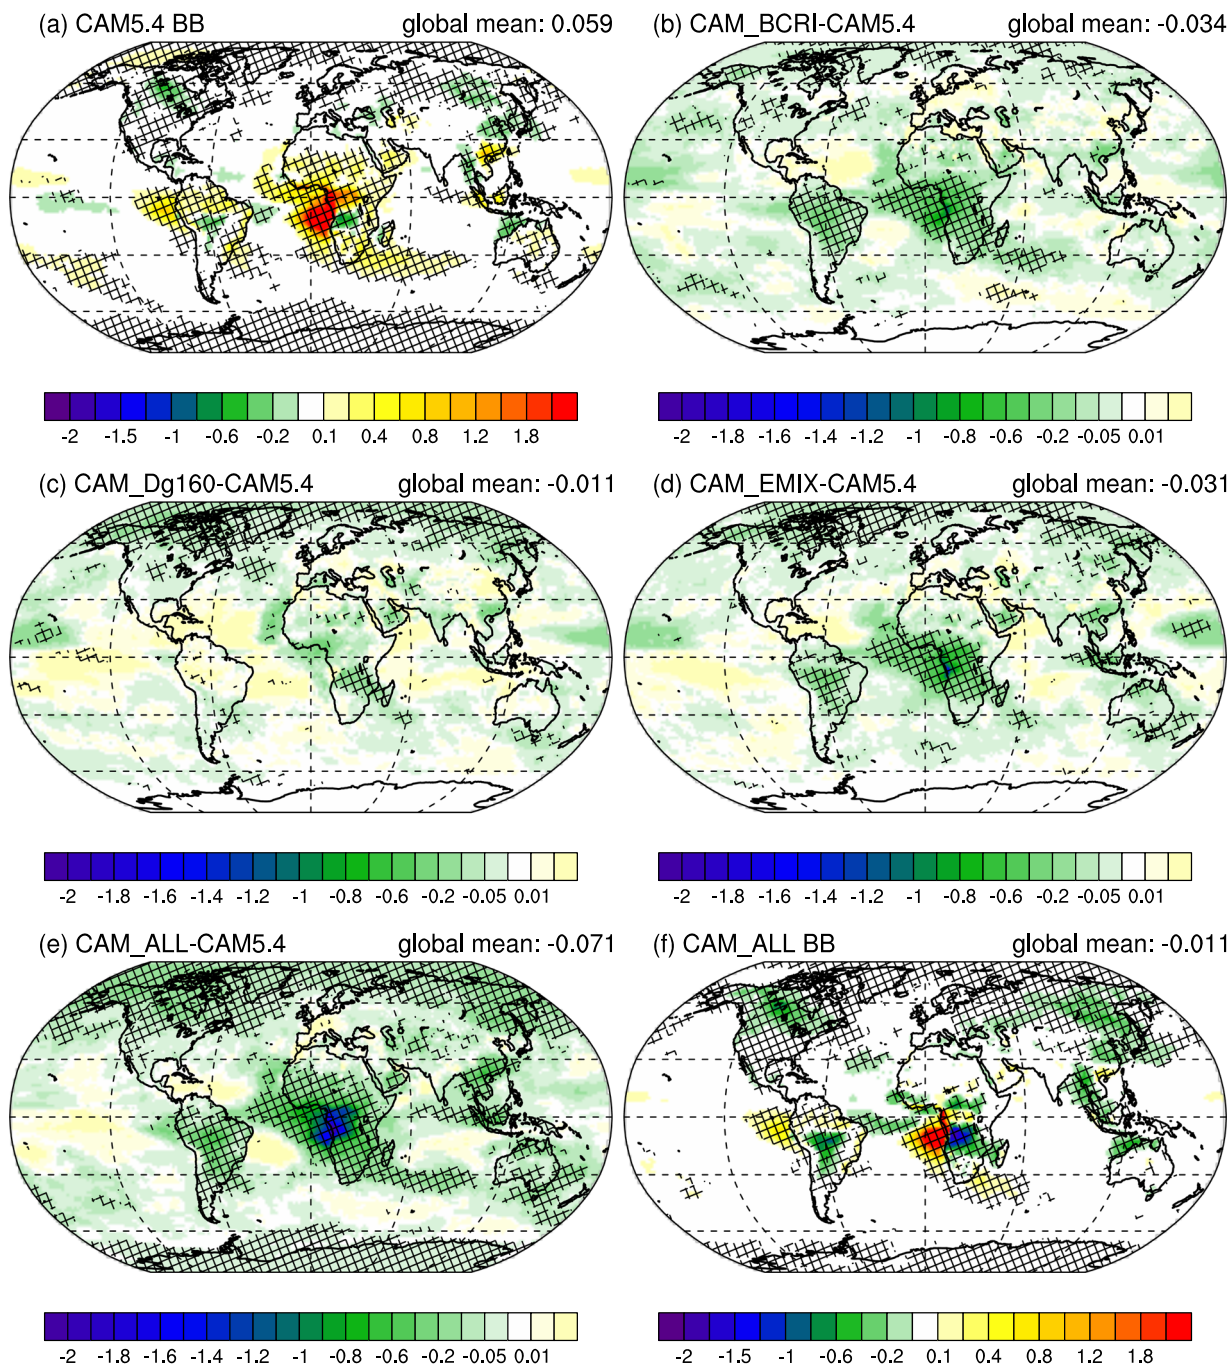 (a) CAM5.4 BB global mean: 0.059
(b) CAM_BCRI-CAM5.4 global mean: -0.034
-2 -1.5 -1 -0.6 -0.2 0.1 0.4 0.8 1.2 1.8
-2 -1.8 -1.6 -1.4 -1.2 -1 -0.8 -0.6 -0.2 -0.05 0.01
(c) CAM_Dg160-CAM5.4 global mean: -0.011
(d) CAM_EMIX-CAM5.4 global mean: -0.031
-2 -1.8 -1.6 -1.4 -1.2 -1 -0.8 -0.6 -0.2 -0.05 0.01
-2 -1.8 -1.6 -1.4 -1.2 -1 -0.8 -0.6 -0.2 -0.05 0.01
(e) CAM_ALL-CAM5.4 global mean: -0.071
(f) CAM_ALL BB global mean: -0.011
-2 -1.8 -1.6 -1.4 -1.2 -1 -0.8 -0.6 -0.2 -0.05 0.01
-2 -1.5 -1 -0.6 -0.2 0.1 0.4 0.8 1.2 1.8